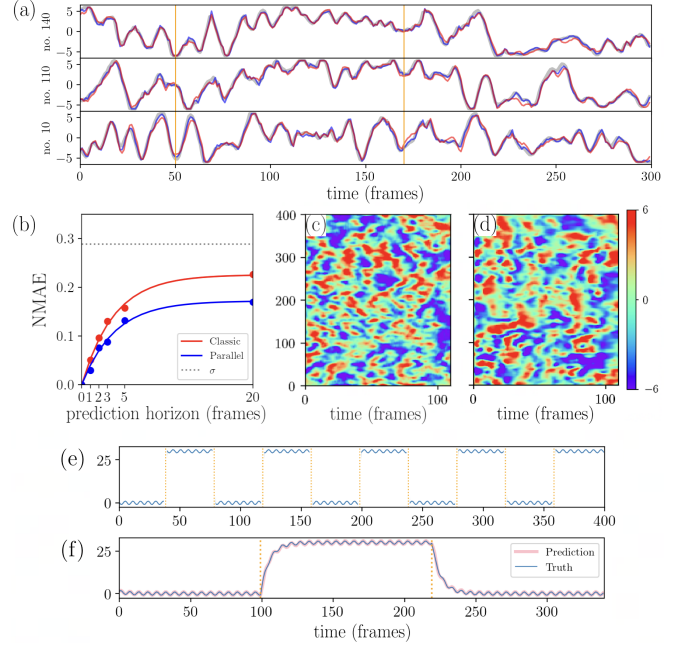 (a)
no. 140
5
0
−5
no. 110
5
0
−5
no. 10
5
0
−5
0 50 100 150 200 250 300
time (frames)
(b)
NMAE
0.3
0.2
0.1
0.0
Classic
Parallel
σ
0 1 2 3 5 20
prediction horizon (frames)
(c)
400
300
200
100
0
0 100
time (frames)
(d)
0 100
time (frames)
6
0
−6
(e)
25
0
0 50 100 150 200 250 300 350 400
(f)
25
0
Prediction
Truth
0 50 100 150 200 250 300
time (frames)